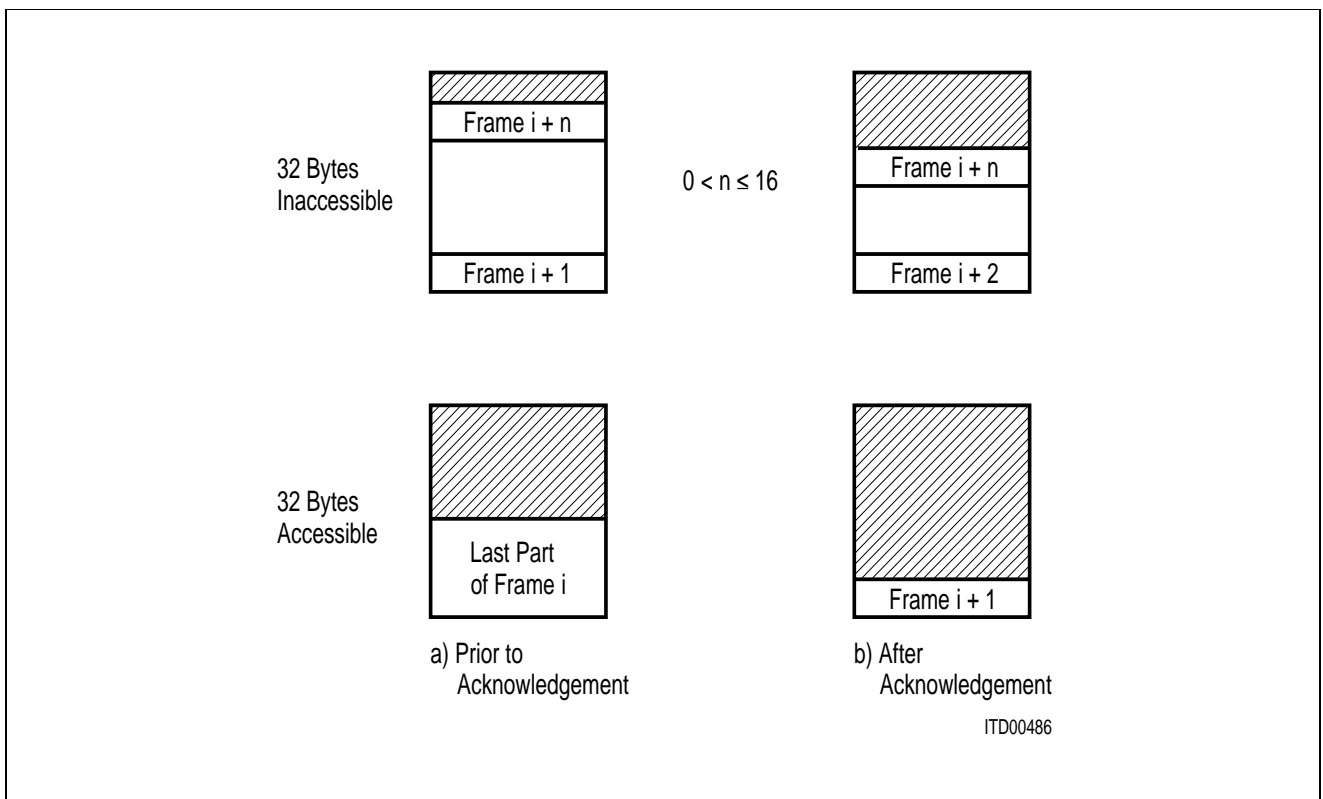 Frame i + n
32 Bytes
Inaccessible
Frame i + 1
0 < n ≤ 16
Frame i + n
Frame i + 2
32 Bytes
Accessible
Last Part
of Frame i
Frame i + 1
a) Prior to
Acknowledgement
b) After
Acknowledgement
ITD00486